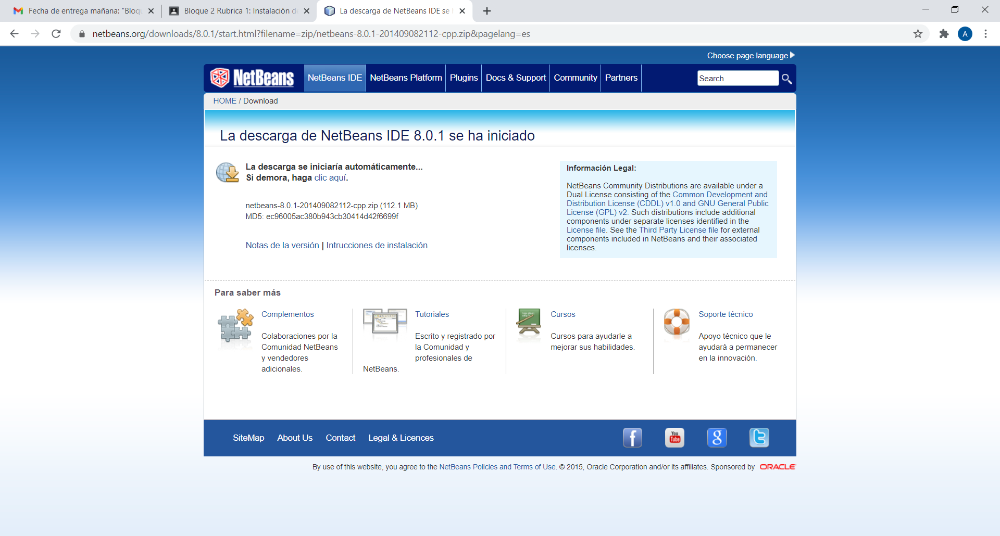 Fecha de entrega mañana: "Bloq
Bloque 2 Rubrica 1: Instalación d
La descarga de NetBeans IDE se
netbeans.org/downloads/8.0.1/start.html?filename=zip/netbeans-8.0.1-201409082112-cpp.zip&pagelang=es
A
Choose page language
NetBeans
NetBeans IDE
NetBeans Platform
Plugins
Docs & Support
Community
Partners
Search
HOME / Download
La descarga de NetBeans IDE 8.0.1 se ha iniciado
La descarga se iniciaría automáticamente...
Si demora, haga clic aquí.
netbeans-8.0.1-201409082112-cpp.zip (112.1 MB)
MD5: ec96005ac380b943cb30414d42f6699f
Notas de la versión | Intrucciones de instalación
Información Legal:
NetBeans Community Distributions are available under a
Dual License consisting of the Common Development and
Distribution License (CDDL) v1.0 and GNU General Public
License (GPL) v2. Such distributions include additional
components under separate licenses identified in the
License file. See the Third Party License file for external
components included in NetBeans and their associated
licenses.
Para saber más
Complementos
Colaboraciones por la
Comunidad NetBeans
y vendedores
adicionales.
Tutoriales
Escrito y registrado por
la Comunidad y
profesionales de
NetBeans.
Cursos
Cursos para ayudarle a
mejorar sus habilidades.
Soporte técnico
Apoyo técnico que le
ayudará a permanecer
en la innovación.
SiteMap
About Us
Contact
Legal & Licences
f
You
Tube
g
t
By use of this website, you agree to the NetBeans Policies and Terms of Use. © 2015, Oracle Corporation and/or its affiliates. Sponsored by ORACLE